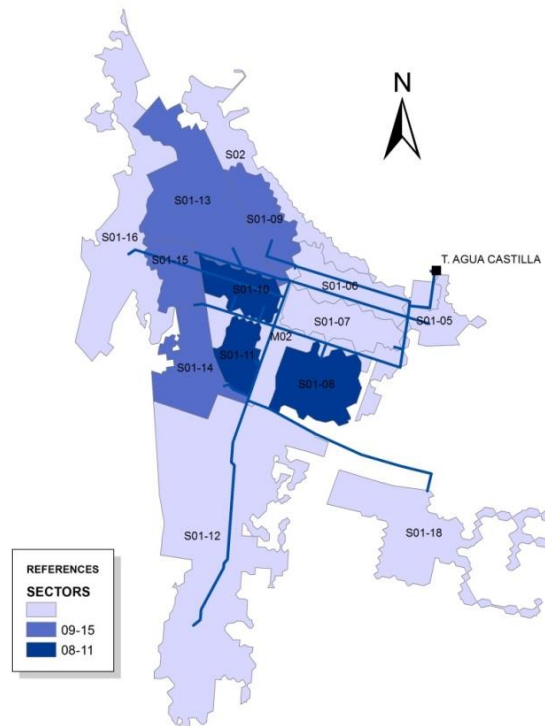 N
S02
S01-13
S01-09
S01-16
S01-15
T. AGUA CASTILLA
S01-06
S01-10
S01-05
S01-07
M02
S01-11
S01-14
S01-08
S01-12
S01-18
REFERENCES
SECTORS
09-15
08-11